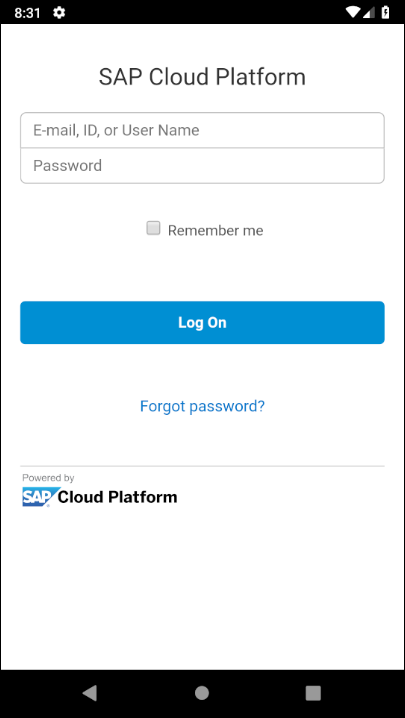 8:31
SAP Cloud Platform
E-mail, ID, or User Name
Password
Remember me
Log On
Forgot password?
Powered by
SAP Cloud Platform